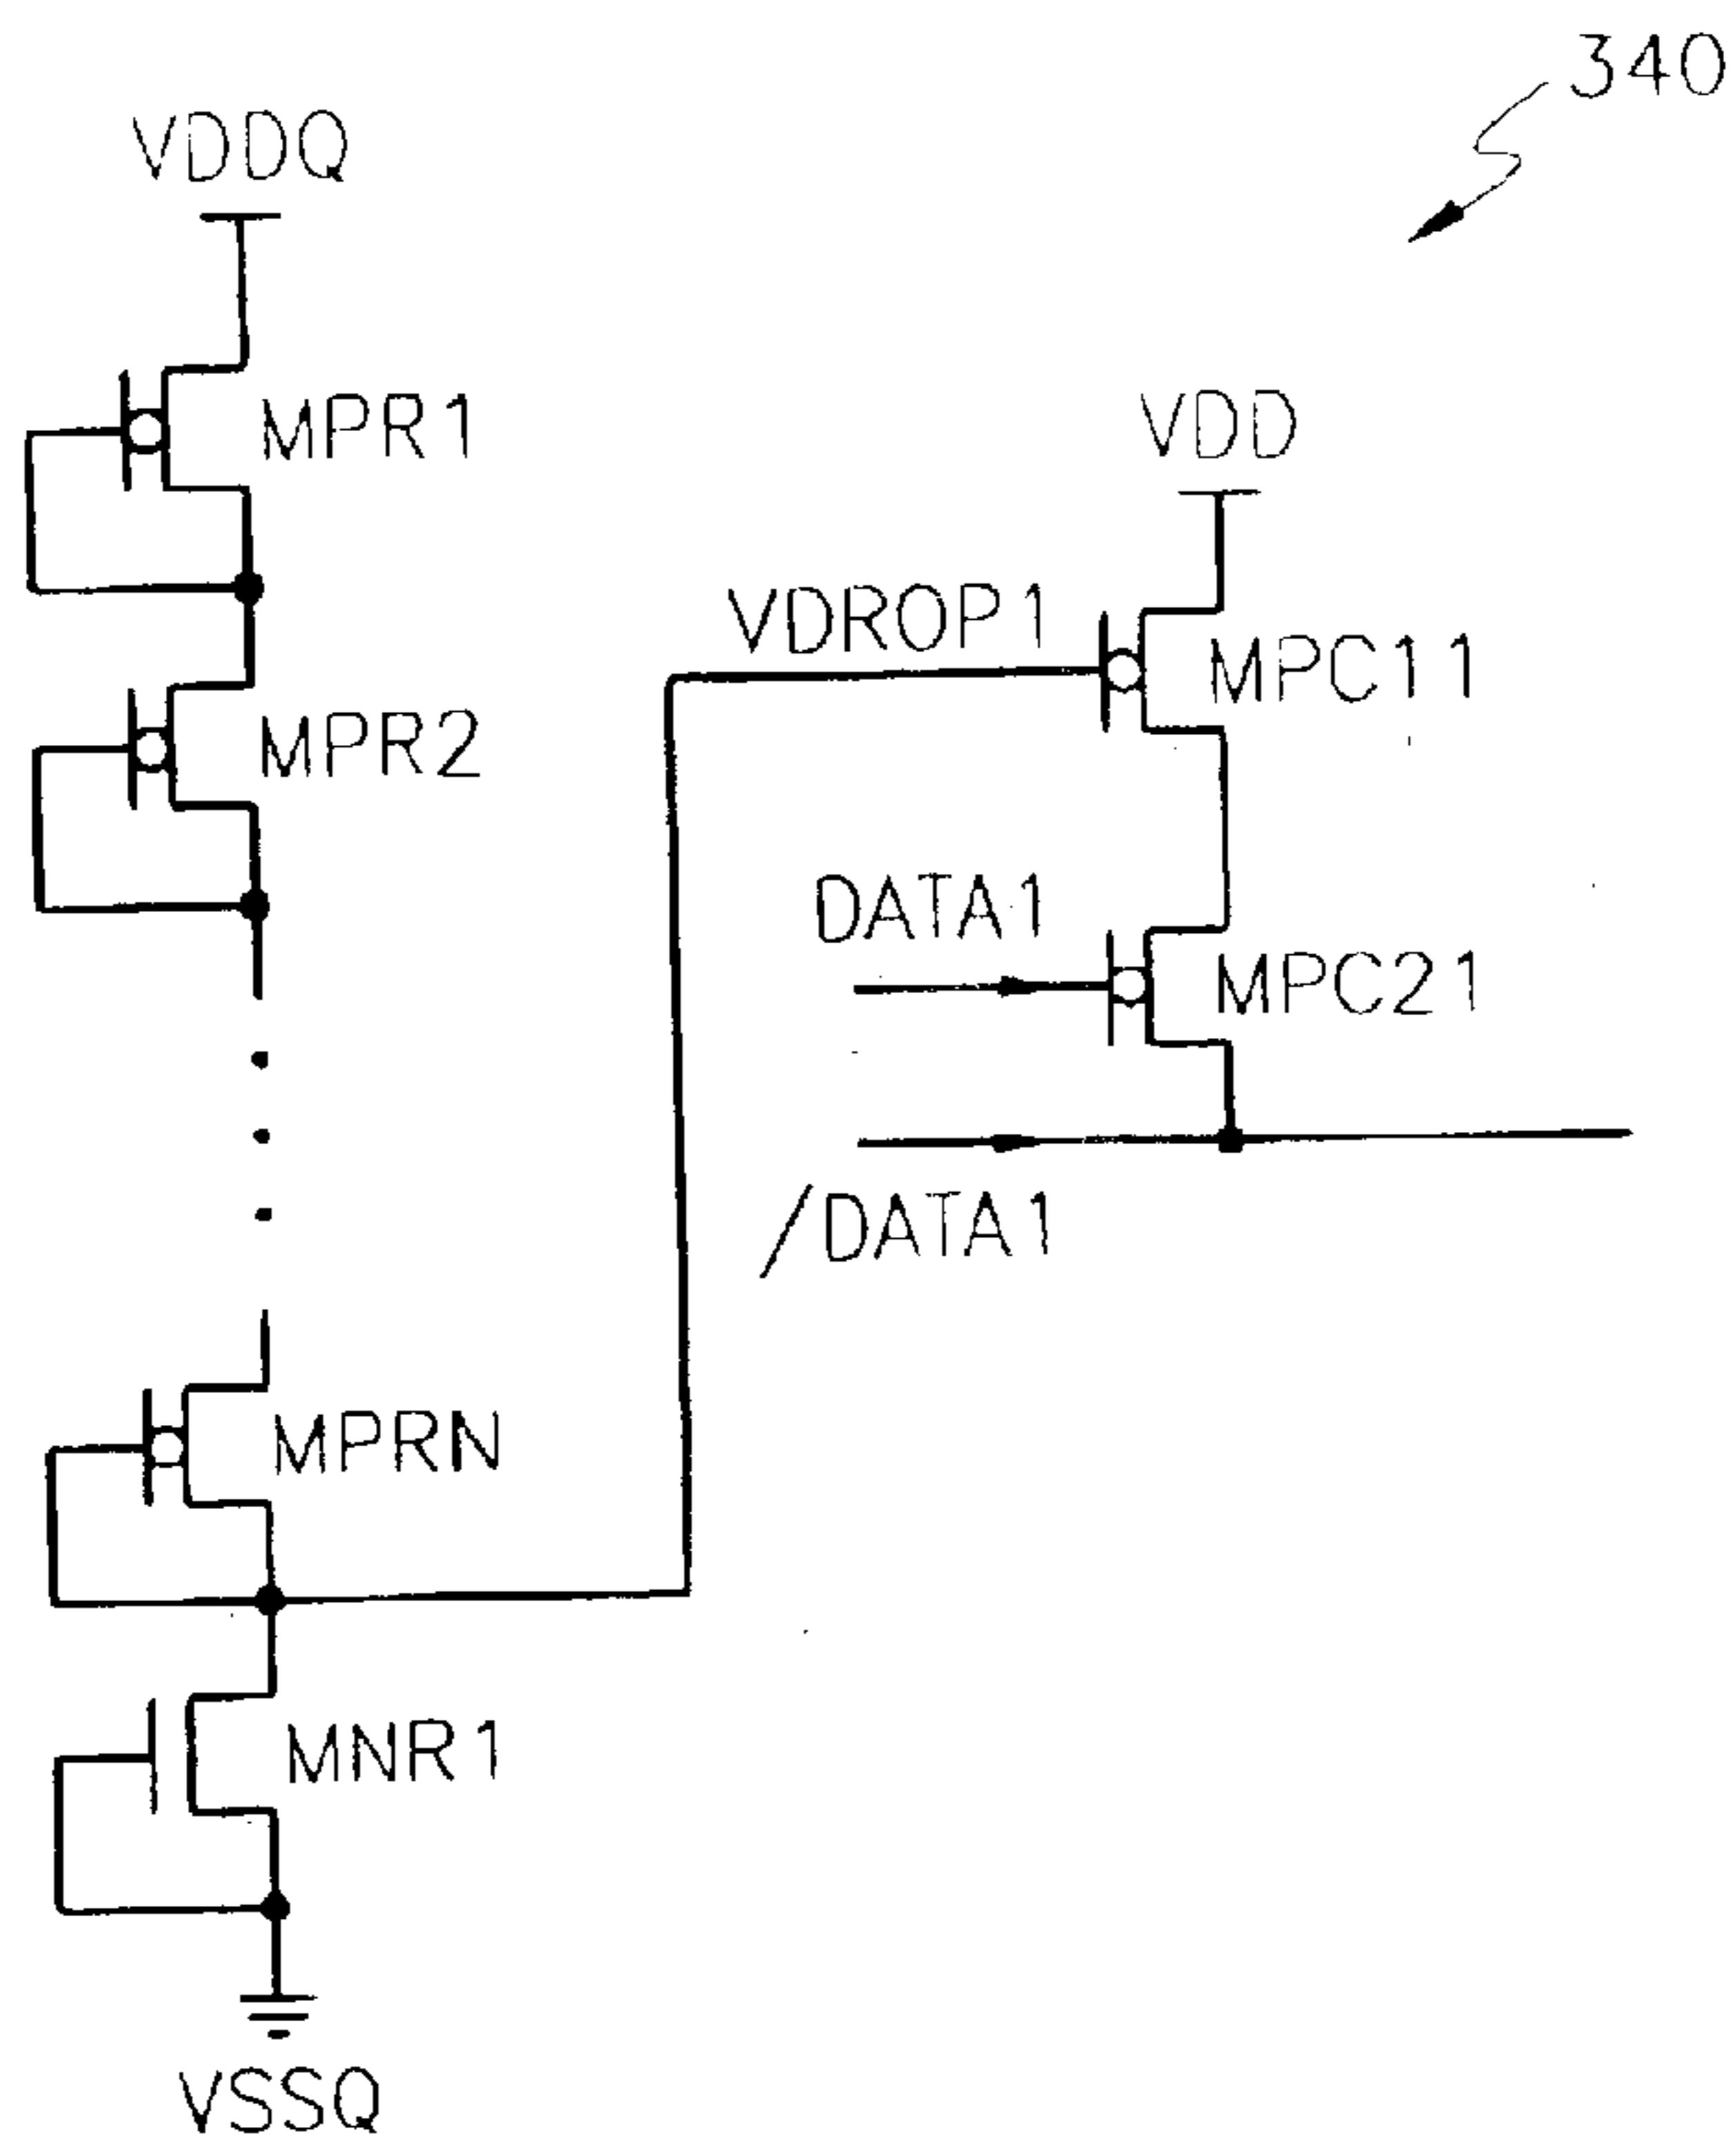 340
VDDQ
MPR1
VDD
VDROP1
MPC11
MPR2
DATA1
MPC21
/DATA1
MPRN
MNR1
VSSQ